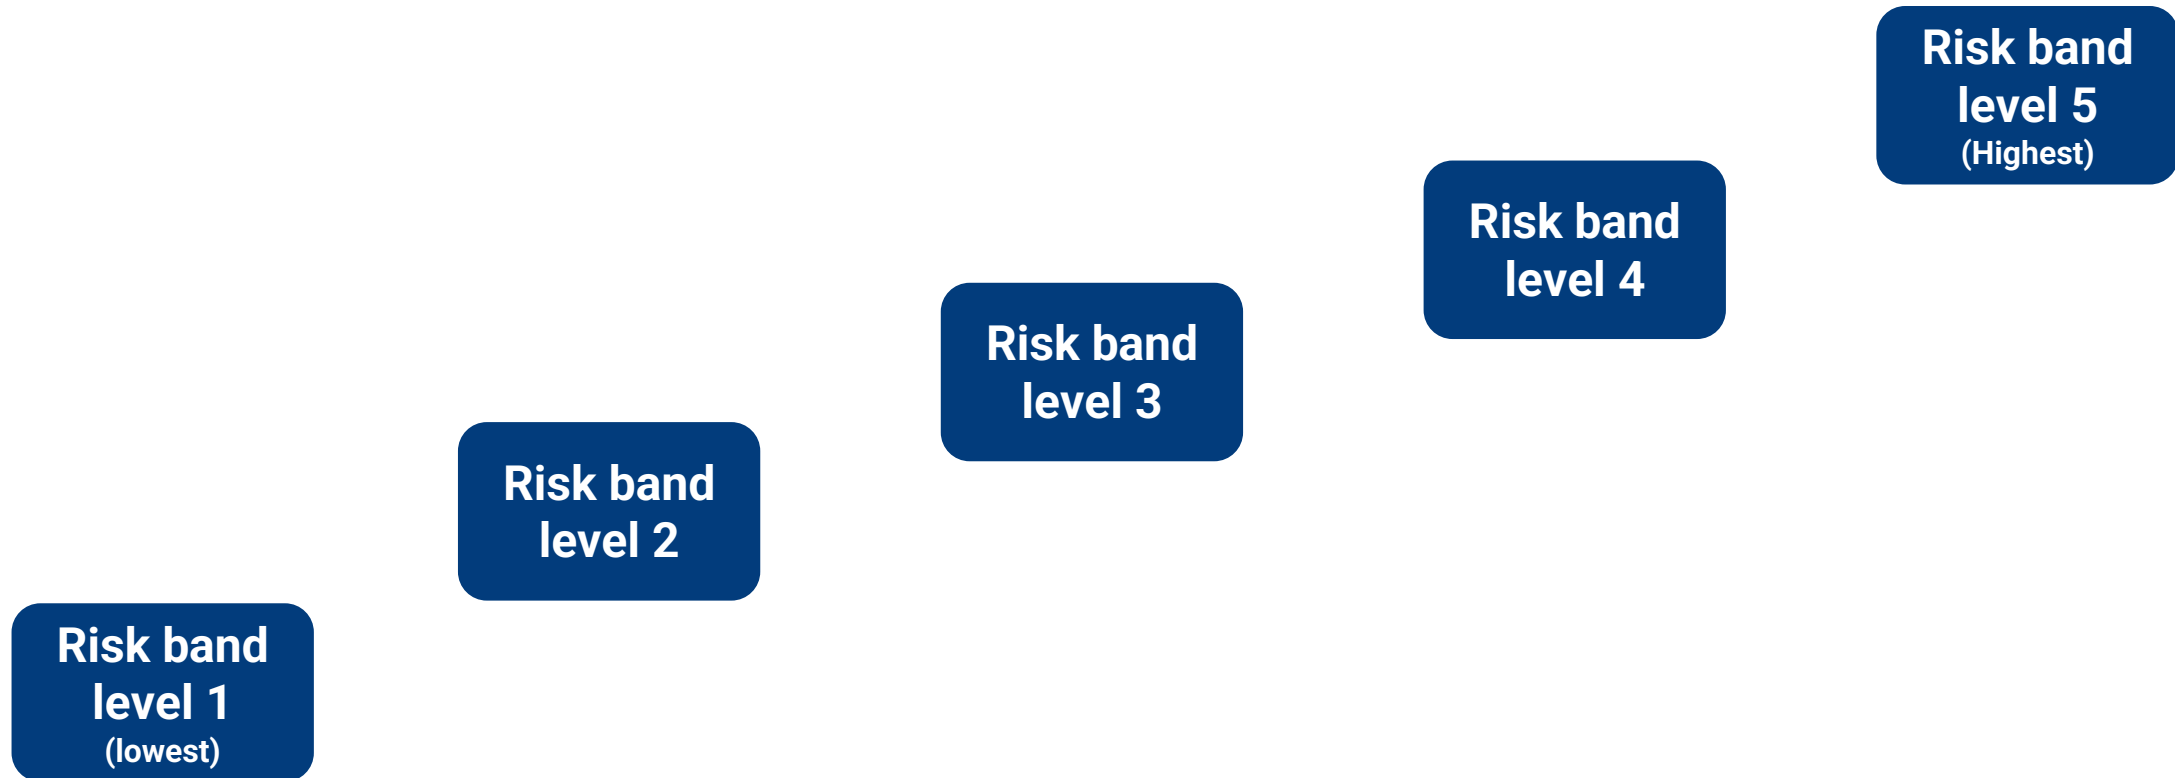 Risk band
level 5
(Highest)
Risk band
level 4
Risk band
level 3
Risk band
level 2
Risk band
level 1
(lowest)